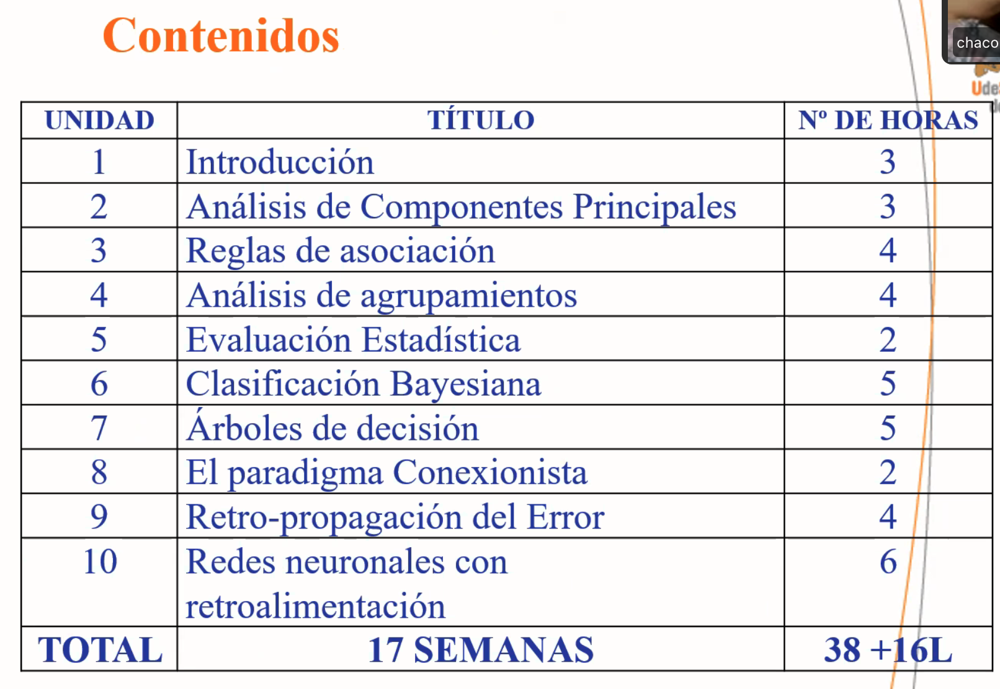 Contenidos
chaco
UNIDAD TÍTULO Nº DE HORAS
1 Introducción 3
2 Análisis de Componentes Principales 3
3 Reglas de asociación 4
4 Análisis de agrupamientos 4
5 Evaluación Estadística 2
6 Clasificación Bayesiana 5
7 Árboles de decisión 5
8 El paradigma Conexionista 2
9 Retro-propagación del Error 4
10 Redes neuronales con 6
retroalimentación
TOTAL 17 SEMANAS 38 +16L